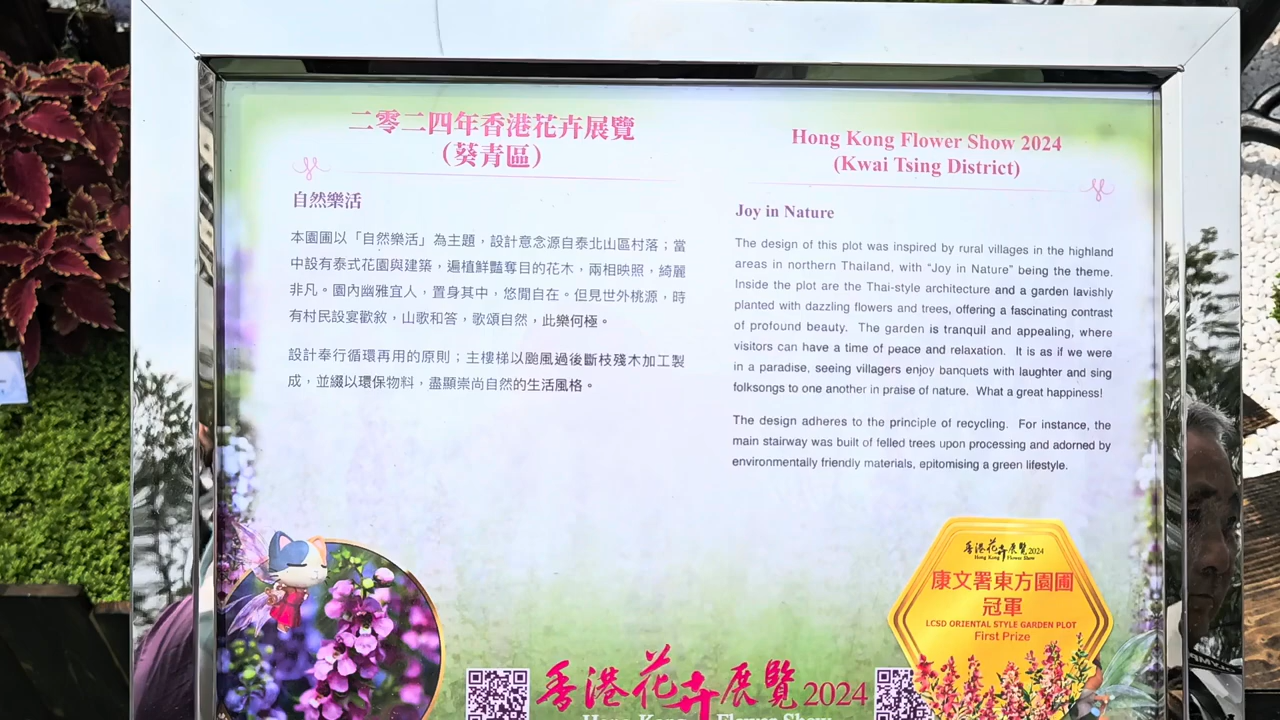 二零二四年香港花卉展覽
（葵青區）
自然樂活
本園圃以「自然樂活」為主題，設計意念源自泰北山區村落；當
中設有泰式花園與建築，遍植鮮豔奪目的花木，兩相映照，綺麗
非凡。園內幽雅宜人，置身其中，悠閒自在。但見世外桃源，時
有村民設宴歡敘，山歌和答，歌頌自然，此樂何極。
設計奉行循環再用的原則；主樓梯以颱風過後斷枝殘木加工製
成，並綴以環保物料，盡顯崇尚自然的生活風格。
Hong Kong Flower Show 2024
(Kwai Tsing District)
Joy in Nature
The design of this plot was inspired by rural villages in the highland
areas in northern Thailand, with “Joy in Nature” being the theme.
Inside the plot are the Thai-style architecture and a garden lavishly
planted with dazzling flowers and trees, offering a fascinating contrast
of profound beauty. The garden is tranquil and appealing, where
visitors can have a time of peace and relaxation. It is as if we were
in a paradise, seeing villagers enjoy banquets with laughter and sing
folksongs to one another in praise of nature. What a great happiness!
The design adheres to the principle of recycling. For instance, the
main stairway was built of felled trees upon processing and adorned by
environmentally friendly materials, epitomising a green lifestyle.
香港花卉展覽2024
Hong Kong Flower Show
康文署東方園圃
冠軍
LCSD ORIENTAL STYLE GARDEN PLOT
First Prize
香港花卉展覽2024
Hong Kong Flower Show